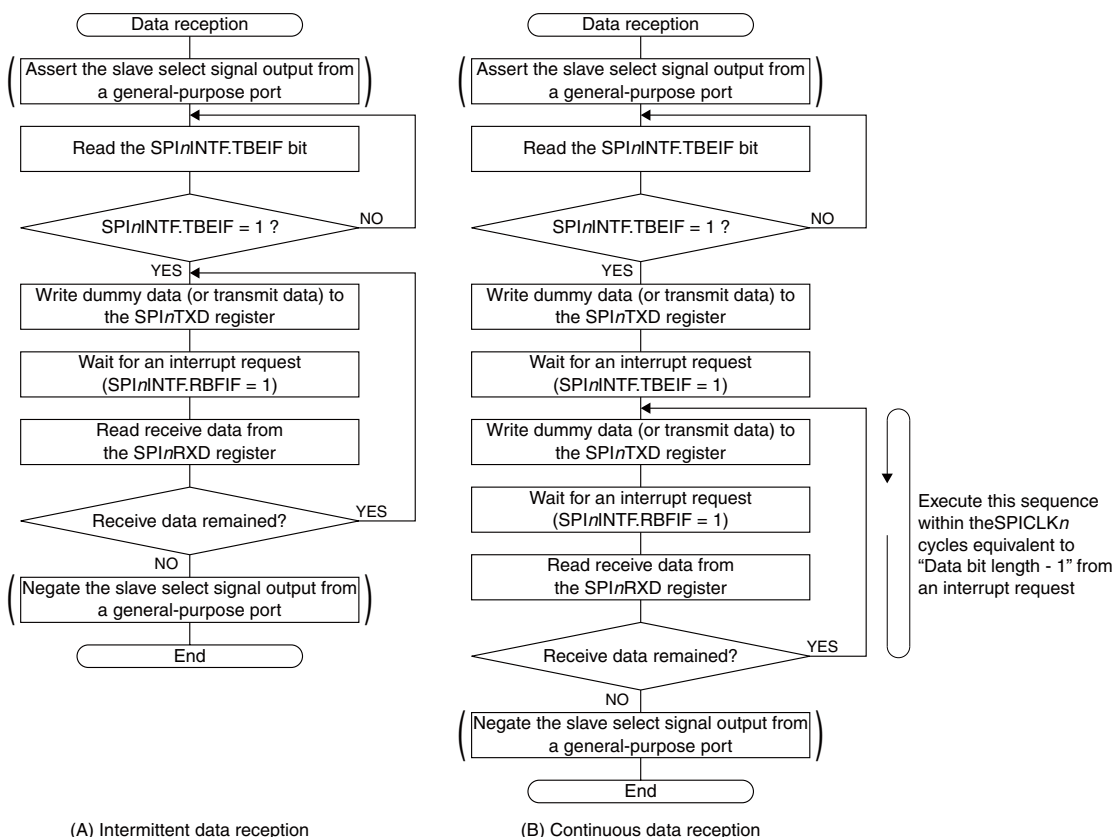 Data reception
Assert the slave select signal output from
a general-purpose port
Read the SPInINTF.TBEIF bit
SPInINTF.TBEIF = 1 ?
NO
YES
Write dummy data (or transmit data) to
the SPInTXD register
Wait for an interrupt request
(SPInINTF.RBFIF = 1)
Read receive data from
the SPInRXD register
Receive data remained?
YES
NO
Negate the slave select signal output from
a general-purpose port
End
(A) Intermittent data reception
Data reception
Assert the slave select signal output from
a general-purpose port
Read the SPInINTF.TBEIF bit
SPInINTF.TBEIF = 1 ?
NO
YES
Write dummy data (or transmit data) to
the SPInTXD register
Wait for an interrupt request
(SPInINTF.TBEIF = 1)
Write dummy data (or transmit data) to
the SPInTXD register
Wait for an interrupt request
(SPInINTF.RBFIF = 1)
Read receive data from
the SPInRXD register
Receive data remained?
YES
NO
Negate the slave select signal output from
a general-purpose port
End
Execute this sequence
within theSPICLKn
cycles equivalent to
“Data bit length - 1” from
an interrupt request
(B) Continuous data reception